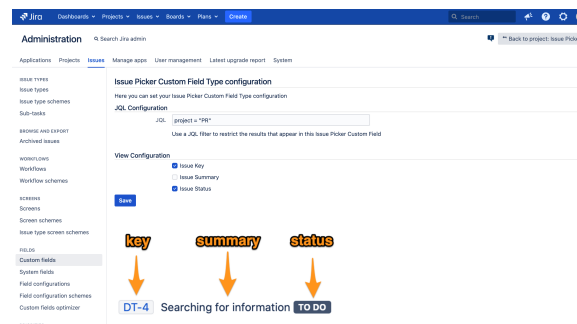 Jira Dashboards Projects Issues Boards Plans Create Search
Administration Search Jira admin Back to project: Issue Picke
Applications Projects Issues Manage apps User management Latest upgrade report System
ISSUE TYPES
Issue types
Issue type schemes
Sub-tasks
BROWSE AND EXPORT
Archived issues
WORKFLOWS
Workflows
Workflow schemes
SCREENS
Screens
Screen schemes
Issue type screen schemes
FIELDS
Custom fields
System fields
Field configurations
Field configuration schemes
Custom fields optimizer
Issue Picker Custom Field Type configuration
Here you can set your Issue Picker Custom Field Type configuration
JQL Configuration
JQL project = "PR"
Use a JQL filter to restrict the results that appear in this Issue Picker Custom Field
View Configuration
Issue Key
Issue Summary
Issue Status
Save
key summary status
DT-4 Searching for information TO DO